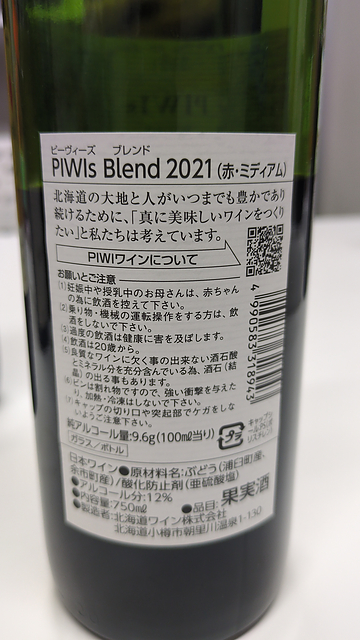 ピーヴィーズ ブレンド
PIWIs Blend 2021(赤・ミディアム)
北海道の大地と人がいつまでも豊かであり
続けるために、「真に美味しいワインをつくり
たい」と私たちは考えています。
PIWIワインについて
お願いとご注意
(1)妊娠中や授乳中のお母さんは、赤ちゃん
の為に飲酒を控えて下さい。
(2)乗り物・機械の運転操作をする方は、飲
酒をしないで下さい。
(3)過度の飲酒は健康に害を及ぼします。
(4)飲酒は20歳から。
(5)良質なワインに欠く事の出来ない酒石酸
とミネラル分を充分含んでいる為、酒石(結
晶)の出る事もあります。
(6)ビンは割れ物ですので、強い衝撃を与えた
り、加熱・冷凍はしないで下さい。
(7)キャップの切り口や突起部でケガをしな
いようご注意下さい。
純アルコール量:9.6g(100ml当り)
ガラス/ボトル
プラ
4990583318943
日本ワイン●原材料名:ぶどう(浦臼町産、
余市町産)/酸化防止剤(亜硫酸塩)
●アルコール分:12%
●内容量:750ml ●品目:果実酒
●製造者:北海道ワイン株式会社
北海道小樽市朝里川温泉1-130